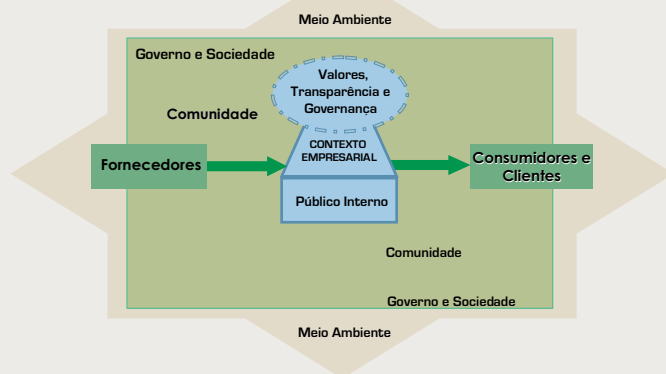 Meio Ambiente
Governo e Sociedade
Valores,
Transparência e
Governança
Comunidade
CONTEXTO
EMPRESARIAL
Fornecedores
Consumidores e
Clientes
Público Interno
Comunidade
Governo e Sociedade
Meio Ambiente